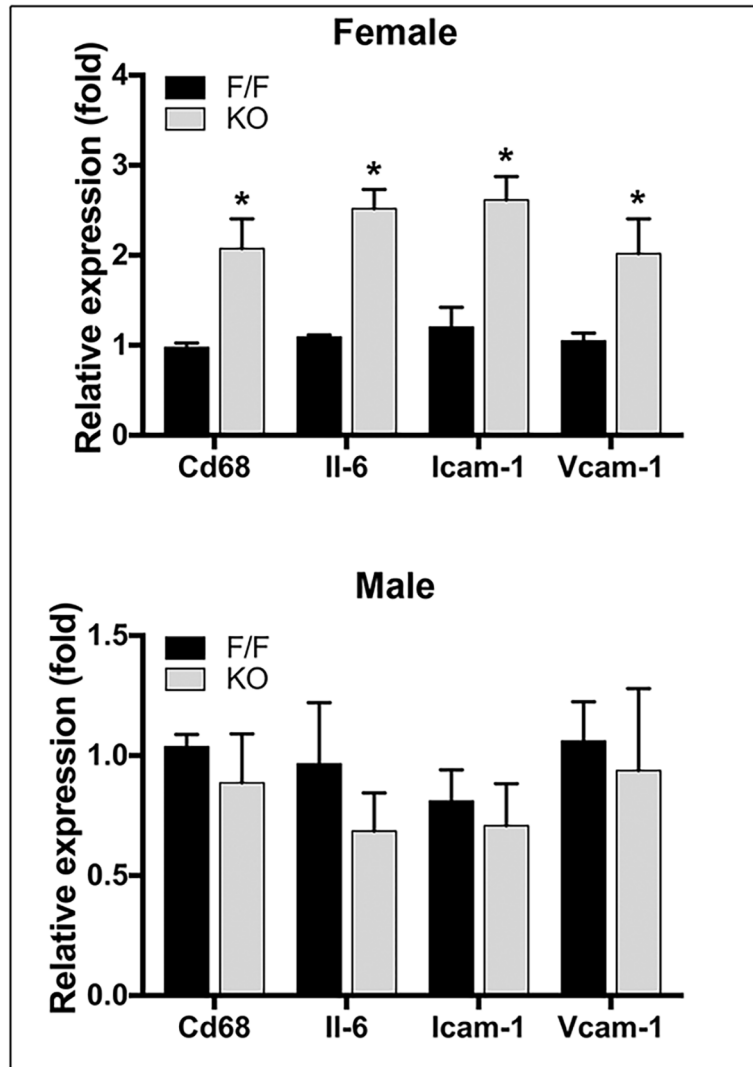 Female
Relative expression (fold)
4
3
2
1
0
F/F
KO
*
*
*
*
Cd68
Il-6
Icam-1
Vcam-1
Male
Relative expression (fold)
1.5
1.0
0.5
0.0
F/F
KO
Cd68
Il-6
Icam-1
Vcam-1